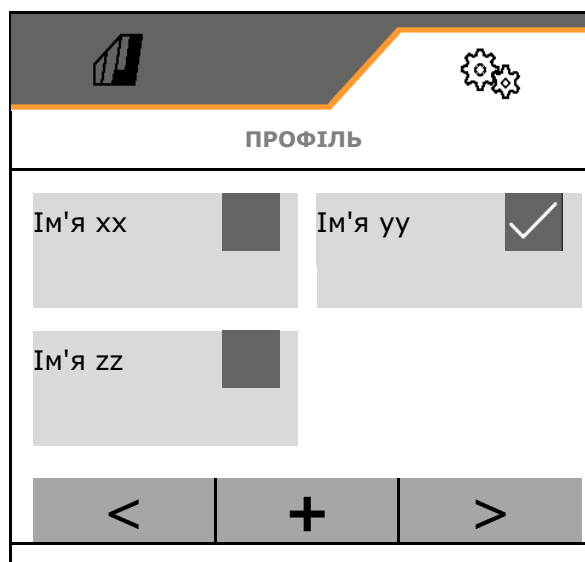 ПРОФІЛЬ
Ім'я xx
Ім'я yy
Ім'я zz
< + >